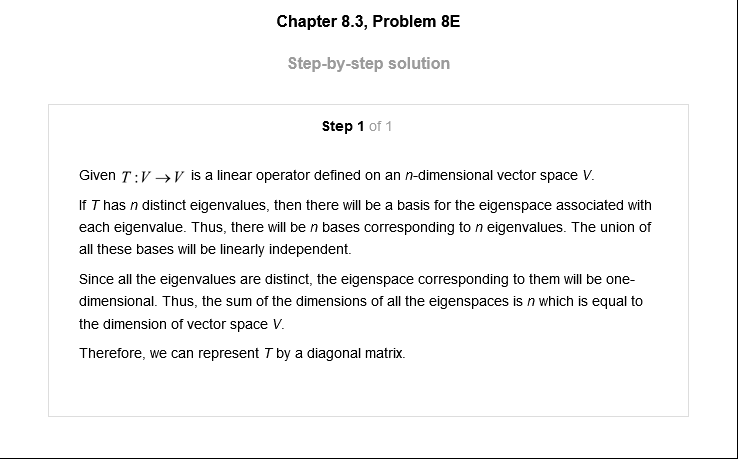 Chapter 8.3, Problem 8E
Step-by-step solution
Step 1 of 1
Given T : V → V is a linear operator defined on an n-dimensional vector space V.
If T has n distinct eigenvalues, then there will be a basis for the eigenspace associated with
each eigenvalue. Thus, there will be n bases corresponding to n eigenvalues. The union of
all these bases will be linearly independent.
Since all the eigenvalues are distinct, the eigenspace corresponding to them will be one-
dimensional. Thus, the sum of the dimensions of all the eigenspaces is n which is equal to
the dimension of vector space V.
Therefore, we can represent T by a diagonal matrix.